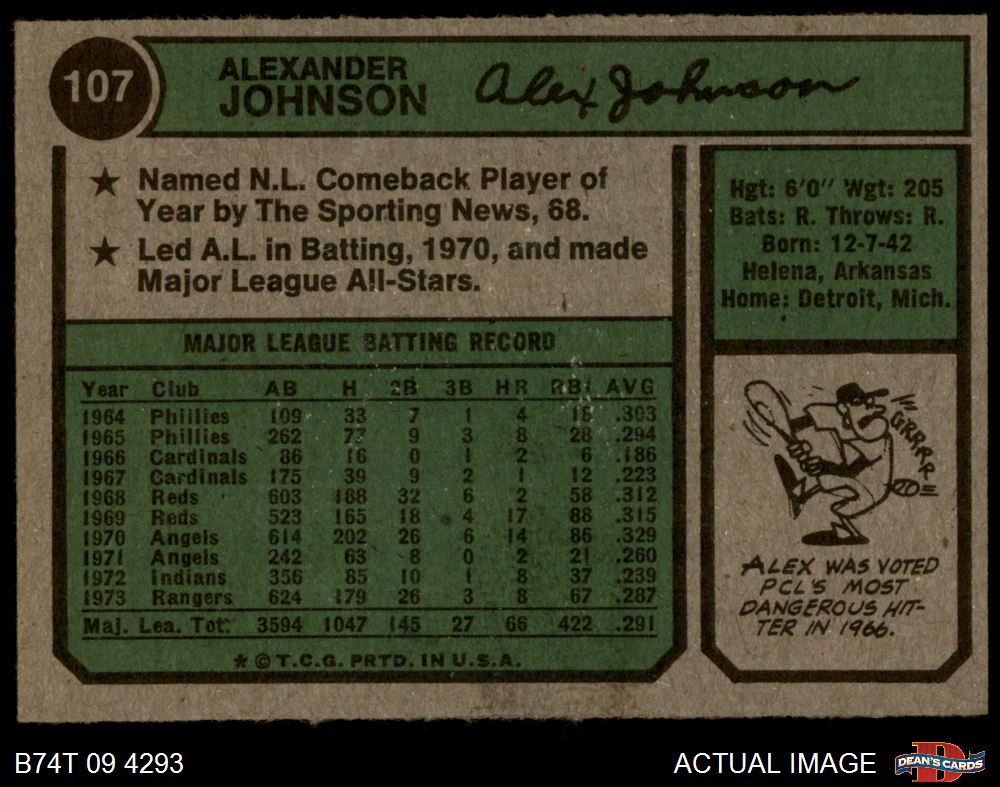 107
ALEXANDER
JOHNSON
Alex Johnson
★ Named N.L. Comeback Player of
Year by The Sporting News, 68.
★ Led A.L. in Batting, 1970, and made
Major League All-Stars.
Hgt: 6'0" Wgt: 205
Bats: R. Throws: R.
Born: 12-7-42
Helena, Arkansas
Home: Detroit, Mich.
MAJOR LEAGUE BATTING RECORD
Year Club AB H 2B 3B HR RBI AVG
1964 Phillies 109 33 7 1 4 18 .303
1965 Phillies 262 77 9 3 8 28 .294
1966 Cardinals 86 16 0 1 2 6 .186
1967 Cardinals 175 39 9 2 1 12 .223
1968 Reds 603 188 32 6 2 58 .312
1969 Reds 523 165 18 4 17 88 .315
1970 Angels 614 202 26 6 14 86 .329
1971 Angels 242 63 8 0 2 21 .260
1972 Indians 356 85 10 1 8 37 .239
1973 Rangers 624 179 26 3 8 67 .287
Maj. Lea. Tot. 3594 1047 145 27 66 422 .291
★ © T.C.G. PRTD. IN U.S.A.
GRRRR
ALEX WAS VOTED
PCL'S MOST
DANGEROUS HIT-
TER IN 1966.
B74T 09 4293
ACTUAL IMAGE
D
DEAN'S CARDS